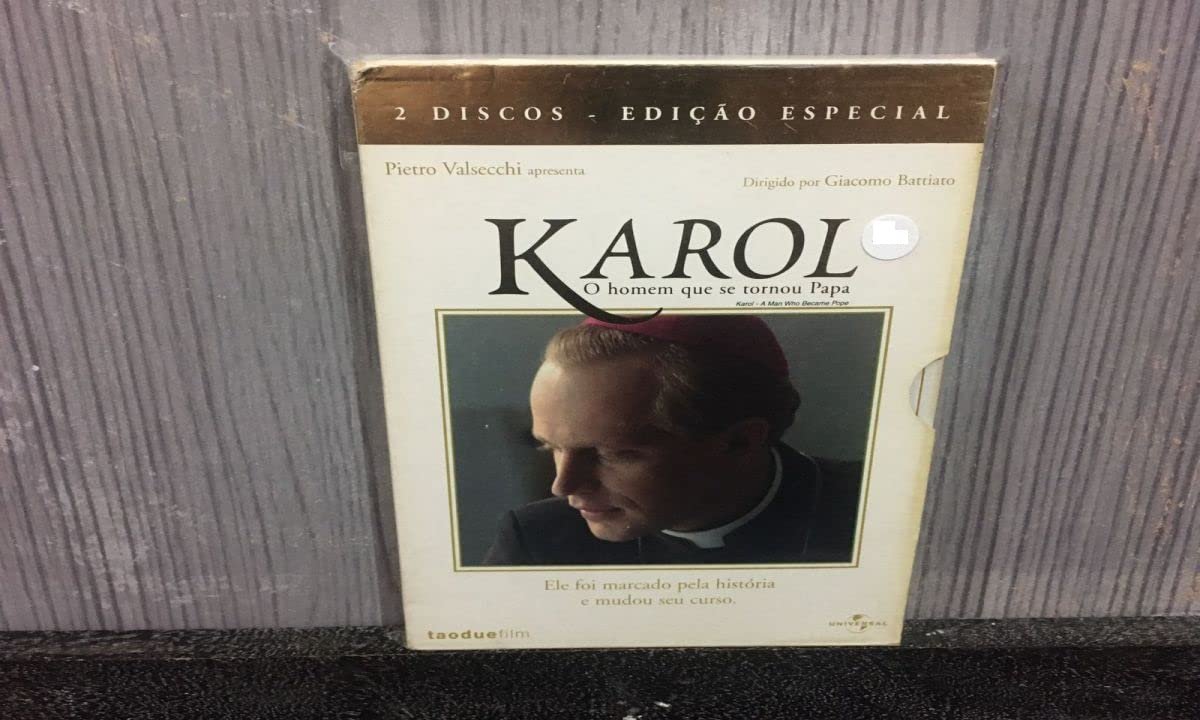 2 DISCOS - EDIÇÃO ESPECIAL
Pietro Valsecchi apresenta
Dirigido por Giacomo Battiato
KAROL
O homem que se tornou Papa
Karol - A Man Who Became Pope
Ele foi marcado pela história
e mudou seu curso.
taoduefilm
UNIVERSAL